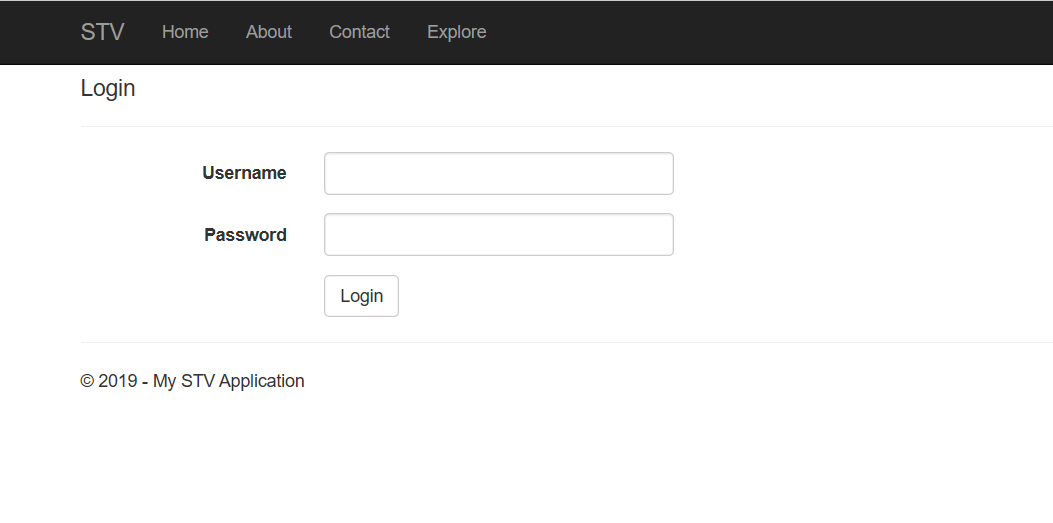 STV Home About Contact Explore
Login
Username
Password
Login
© 2019 - My STV Application